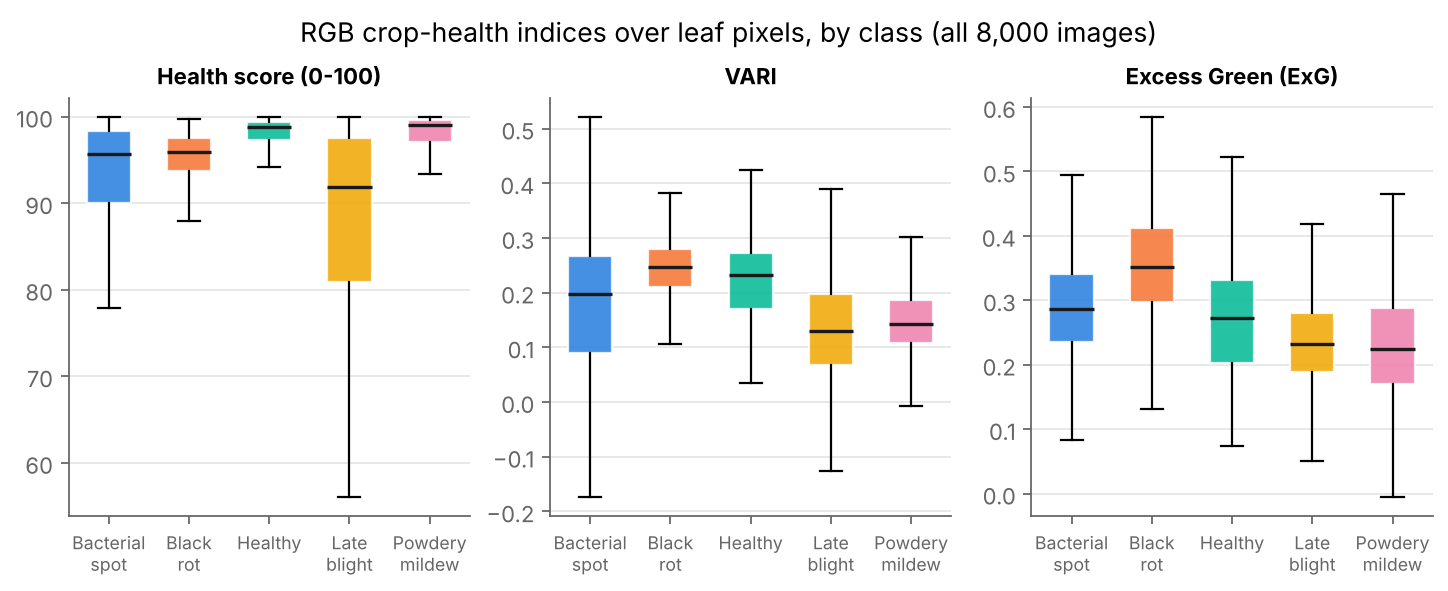 RGB crop-health indices over leaf pixels, by class (all 8,000 images)
Health score (0-100)
100
90
80
70
60
Bacterial spot
Black rot
Healthy
Late blight
Powdery mildew
VARI
0.5
0.4
0.3
0.2
0.1
0.0
−0.1
−0.2
Bacterial spot
Black rot
Healthy
Late blight
Powdery mildew
Excess Green (ExG)
0.6
0.5
0.4
0.3
0.2
0.1
0.0
Bacterial spot
Black rot
Healthy
Late blight
Powdery mildew